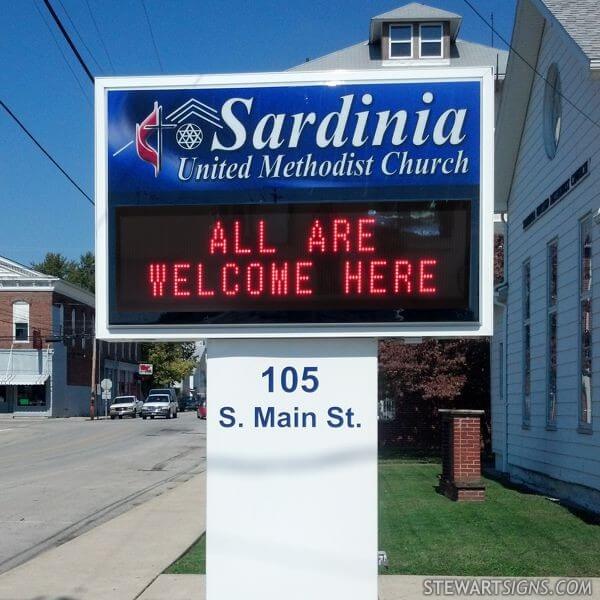 Sardinia
United Methodist Church
ALL ARE
WELCOME HERE
105
S. Main St.
STEWARTSIGNS.COM